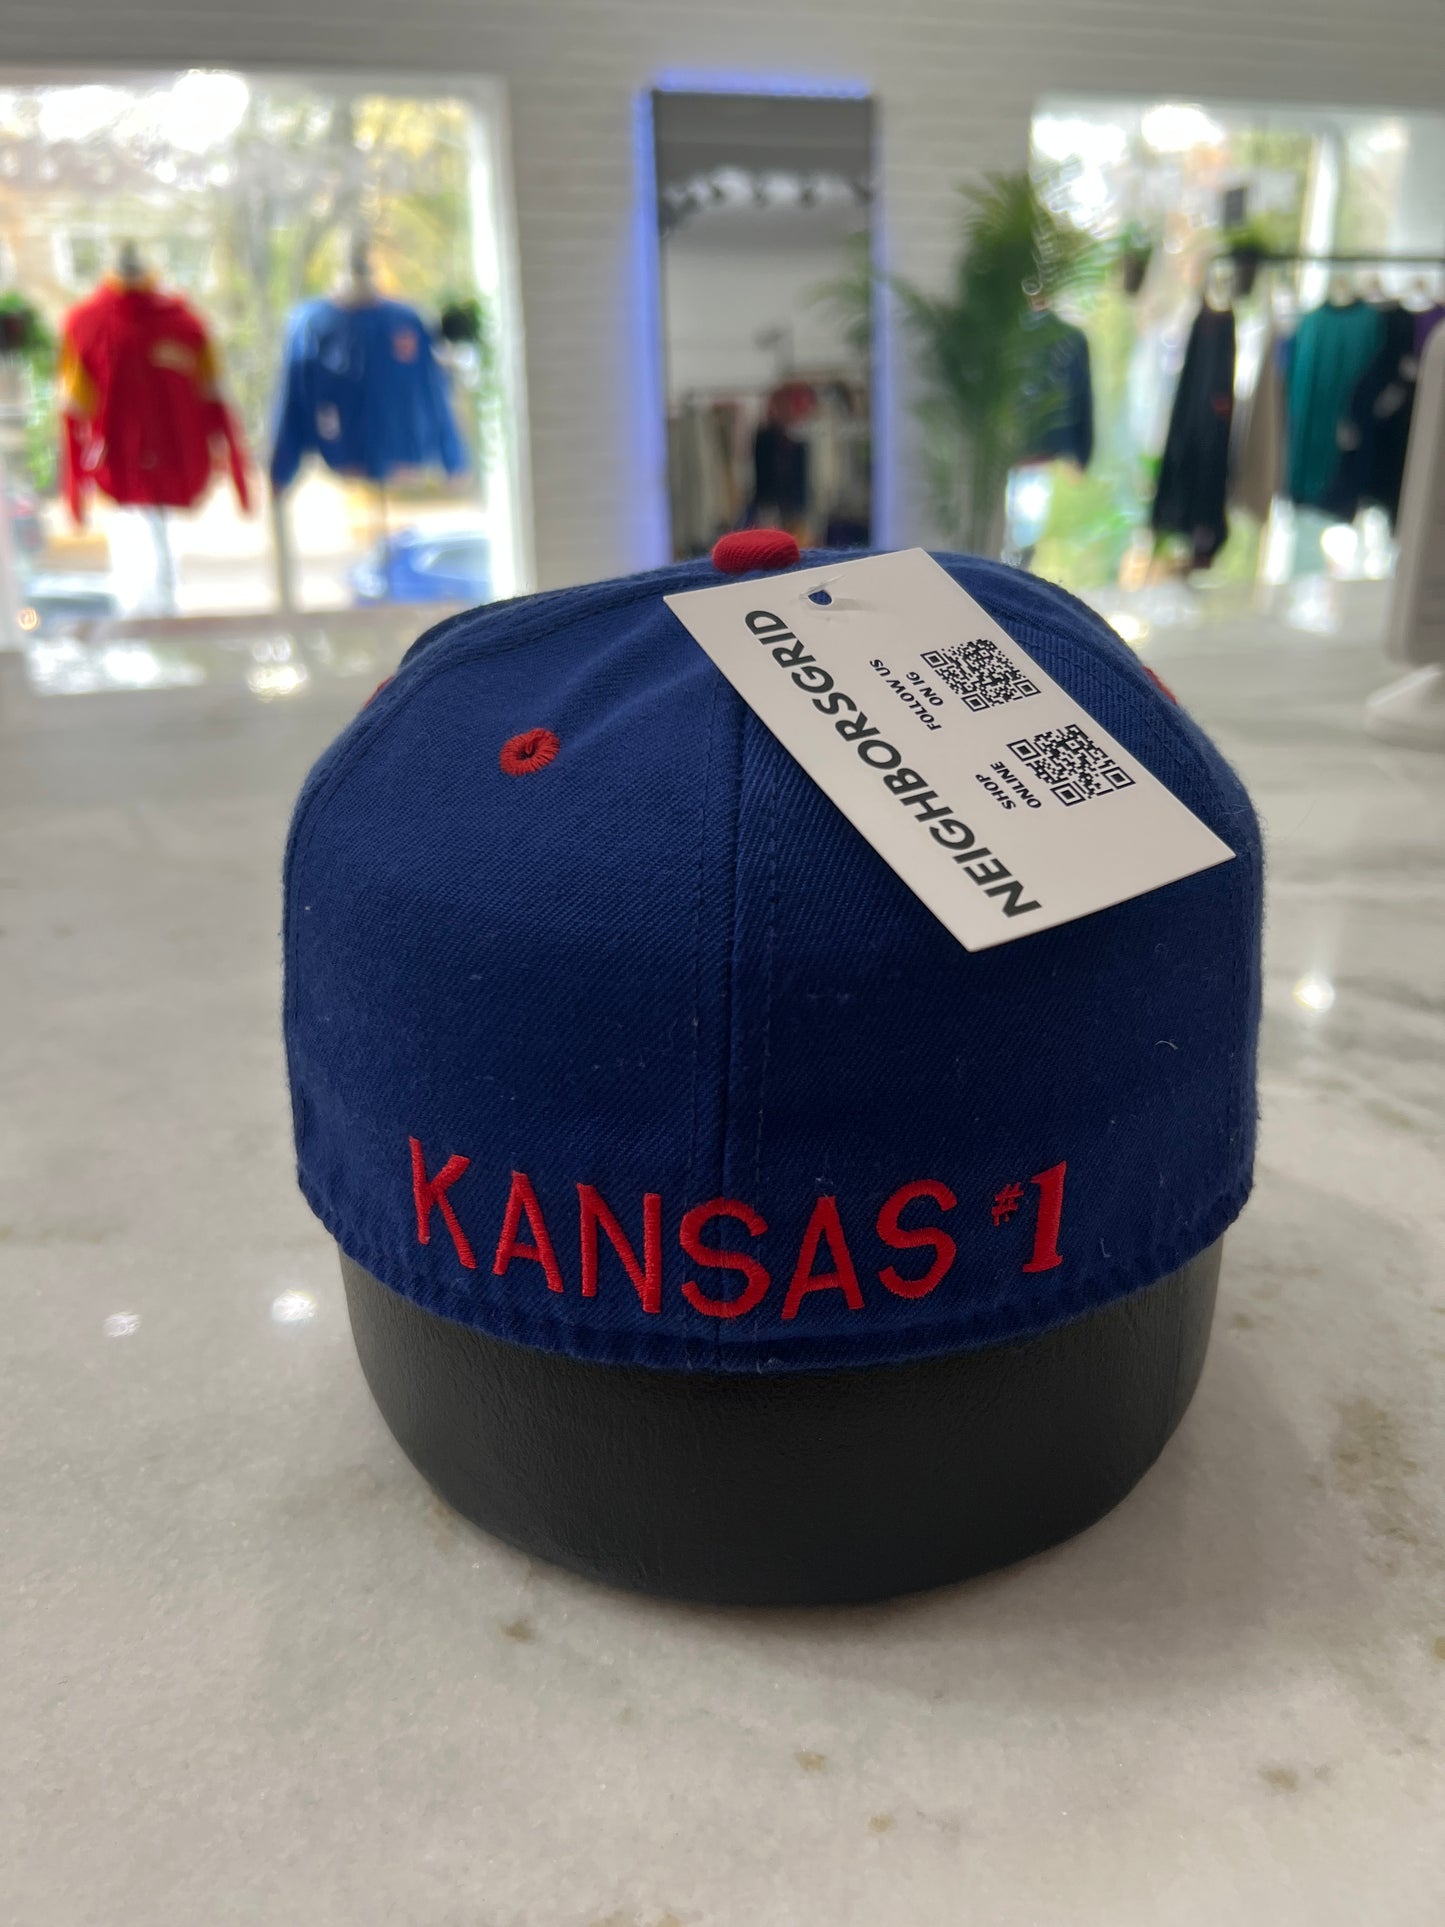 NEIGHBORSGRID
FOLLOW US
ON IG
SHOP
ONLINE
KANSAS #1